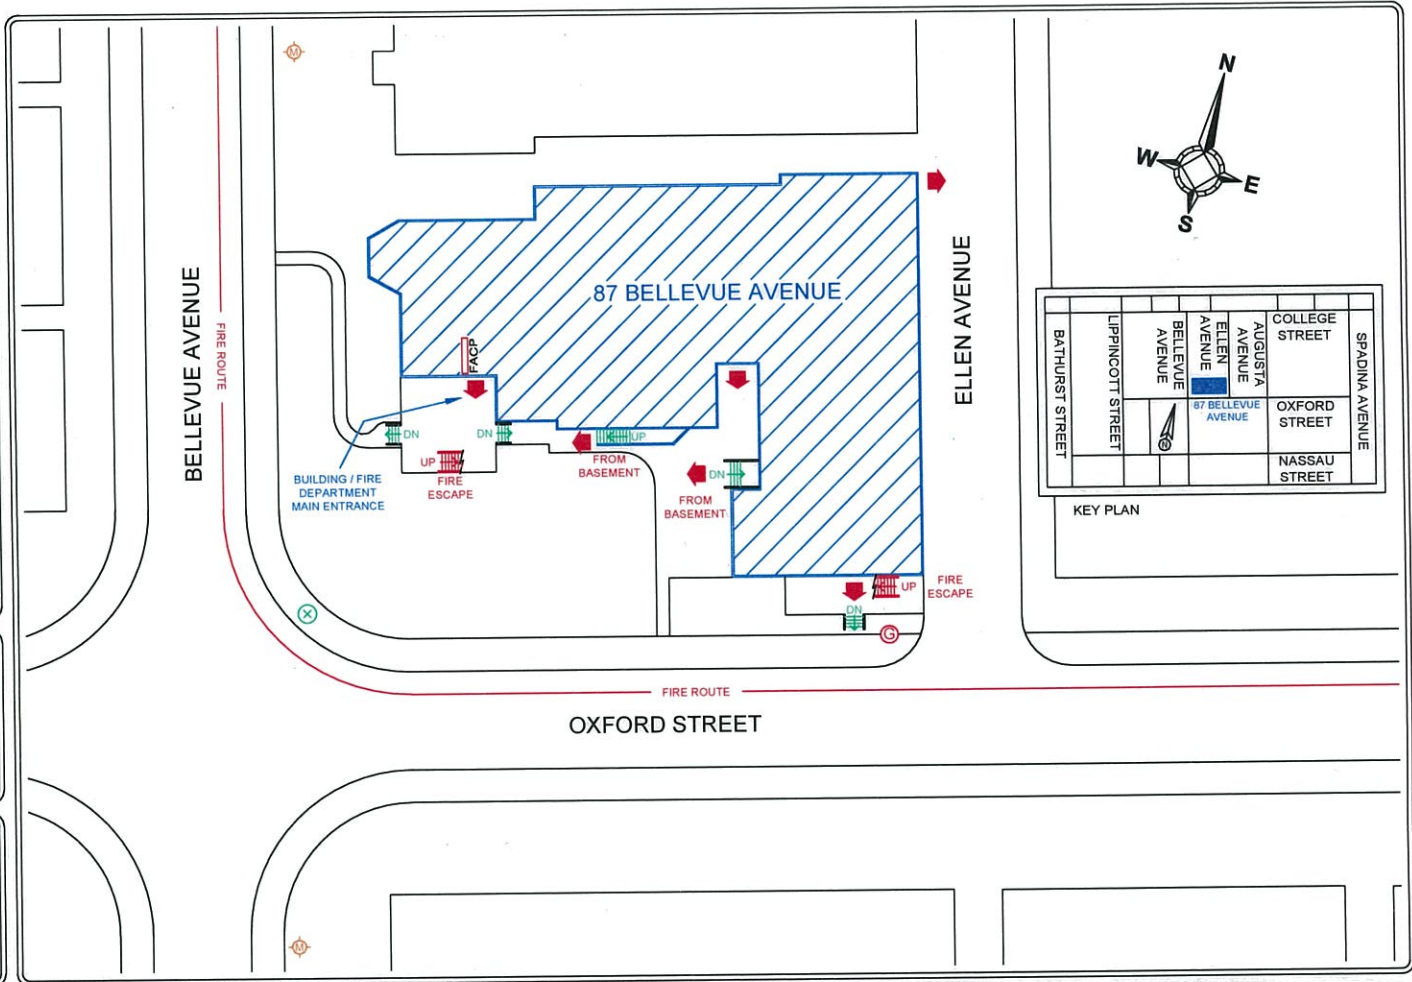 M
N
W
E
S
87 BELLEVUE AVENUE
BELLEVUE AVENUE
FIRE ROUTE
ELLEN AVENUE
FACP
DN
DN
UP
FIRE
ESCAPE
BUILDING / FIRE
DEPARTMENT
MAIN ENTRANCE
UP
FROM
BASEMENT
DN
FROM
BASEMENT
UP
FIRE
ESCAPE
DN
G
FIRE ROUTE
OXFORD STREET
M
BATHURST STREET
LIPPINCOTT STREET
BELLEVUE
AVENUE
ELLEN
AVENUE
AUGUSTA
AVENUE
COLLEGE
STREET
SPADINA AVENUE
87 BELLEVUE
AVENUE
OXFORD
STREET
NASSAU
STREET
KEY PLAN